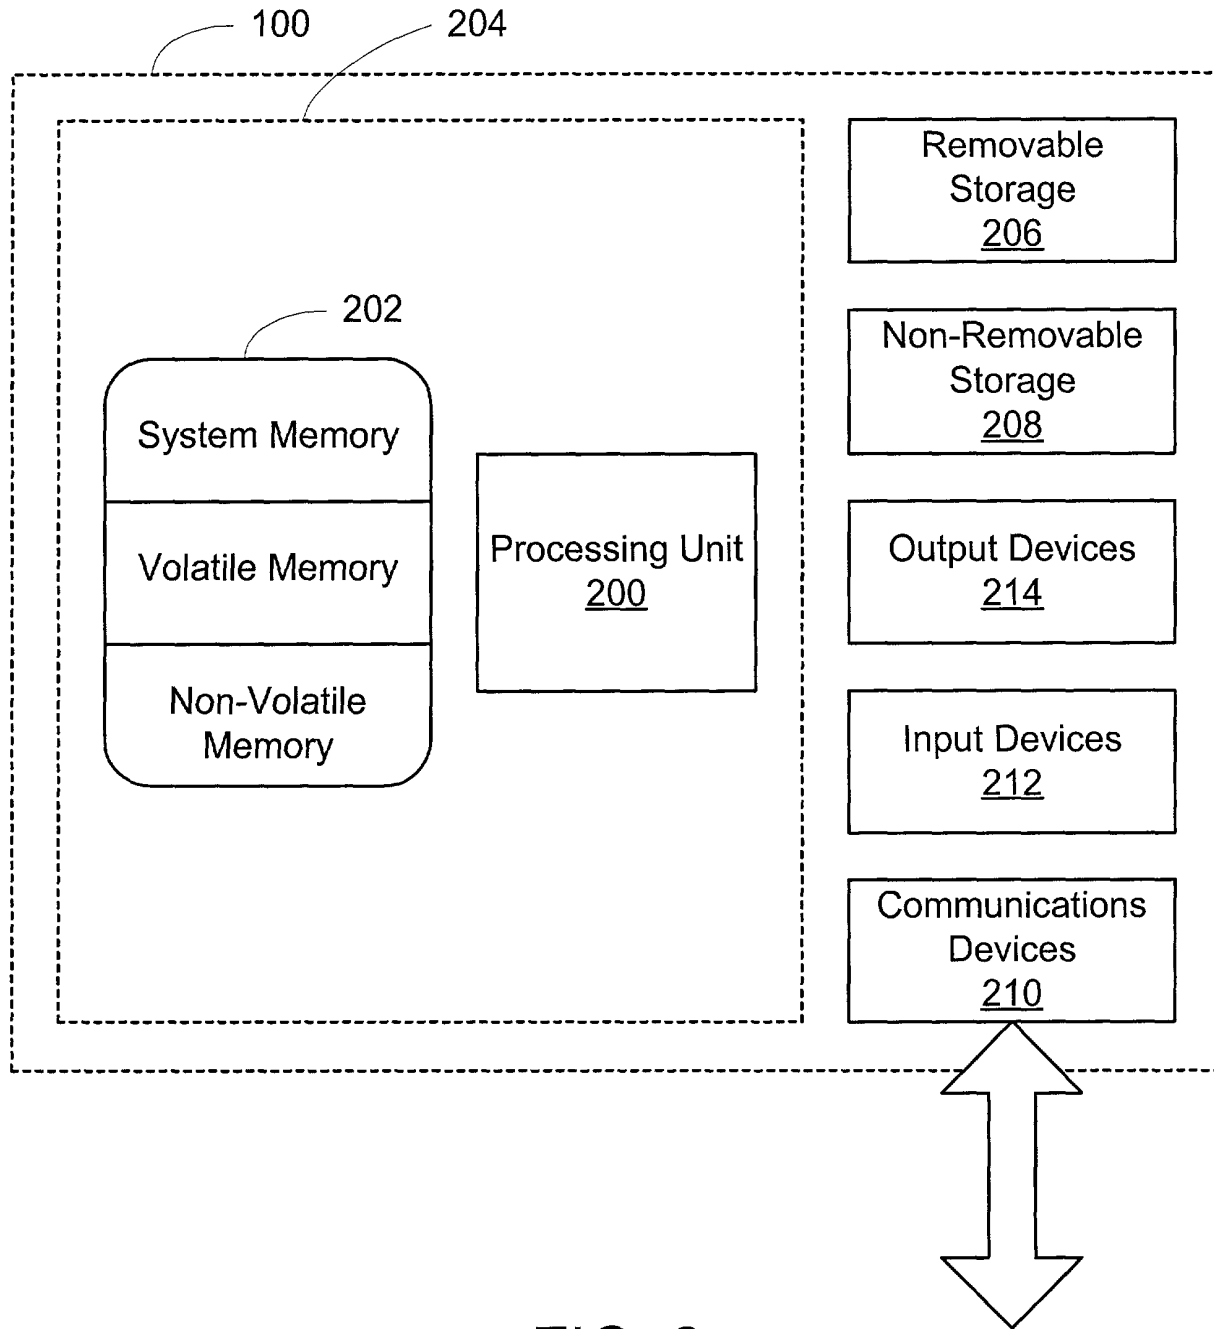 100
204
Removable
Storage
206
202
Non-Removable
Storage
208
System Memory
Volatile Memory
Non-Volatile
Memory
Processing Unit
200
Output Devices
214
Input Devices
212
Communications
Devices
210